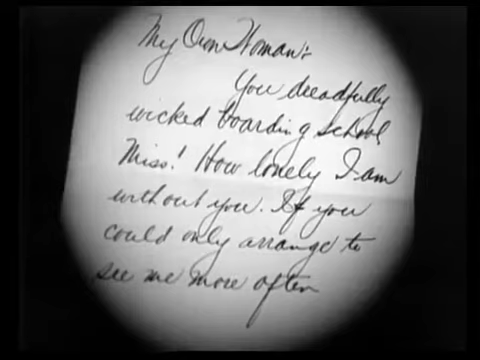 My Own Woman:
You dreadfully
wicked boarding school
Miss! How lonely I am
without you. If you
could only arrange to
see me more often